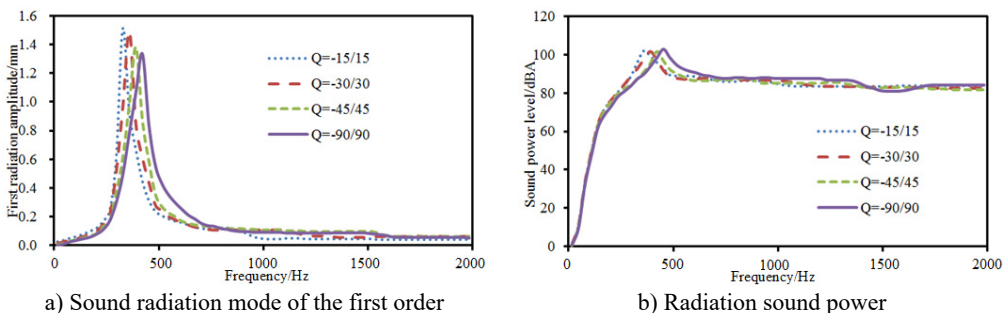 First radiation amplitude/nm
1.6
1.4
1.2
1.0
0.8
0.6
0.4
0.2
0.0
Q=-15/15
Q=-30/30
Q=-45/45
Q=-90/90
0
500
1000
1500
2000
Frequency/Hz
a) Sound radiation mode of the first order
Sound power level/dBA
120
100
80
60
40
20
0
Q=-15/15
Q=-30/30
Q=-45/45
Q=-90/90
0
500
1000
1500
2000
Frequency/Hz
b) Radiation sound power